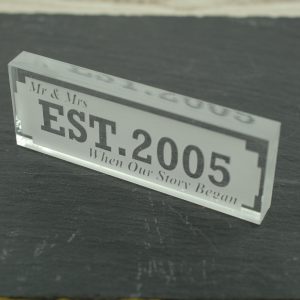 Mr & Mrs
EST.2005
When Our Story Began